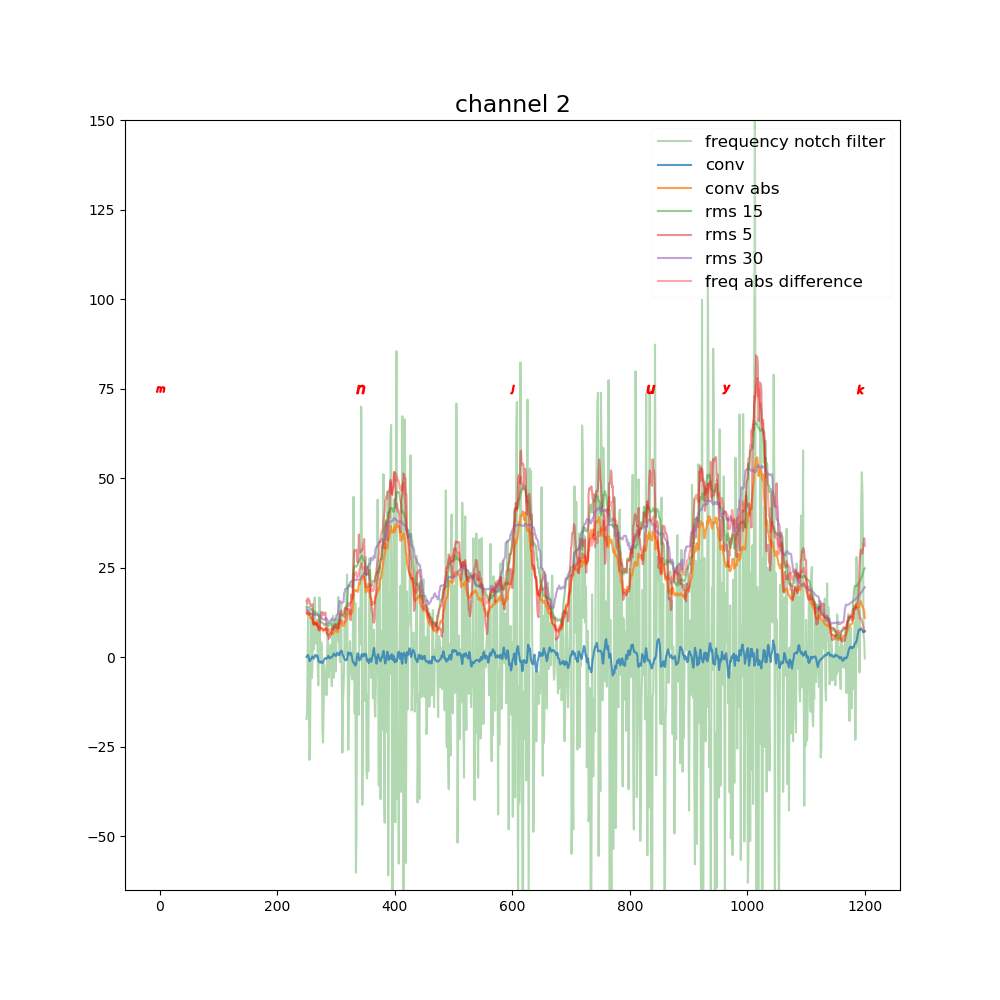 channel 2
150
125
100
75
50
25
0
−25
−50
frequency notch filter
conv
conv abs
rms 15
rms 5
rms 30
freq abs difference
m n j u y k
0 200 400 600 800 1000 1200